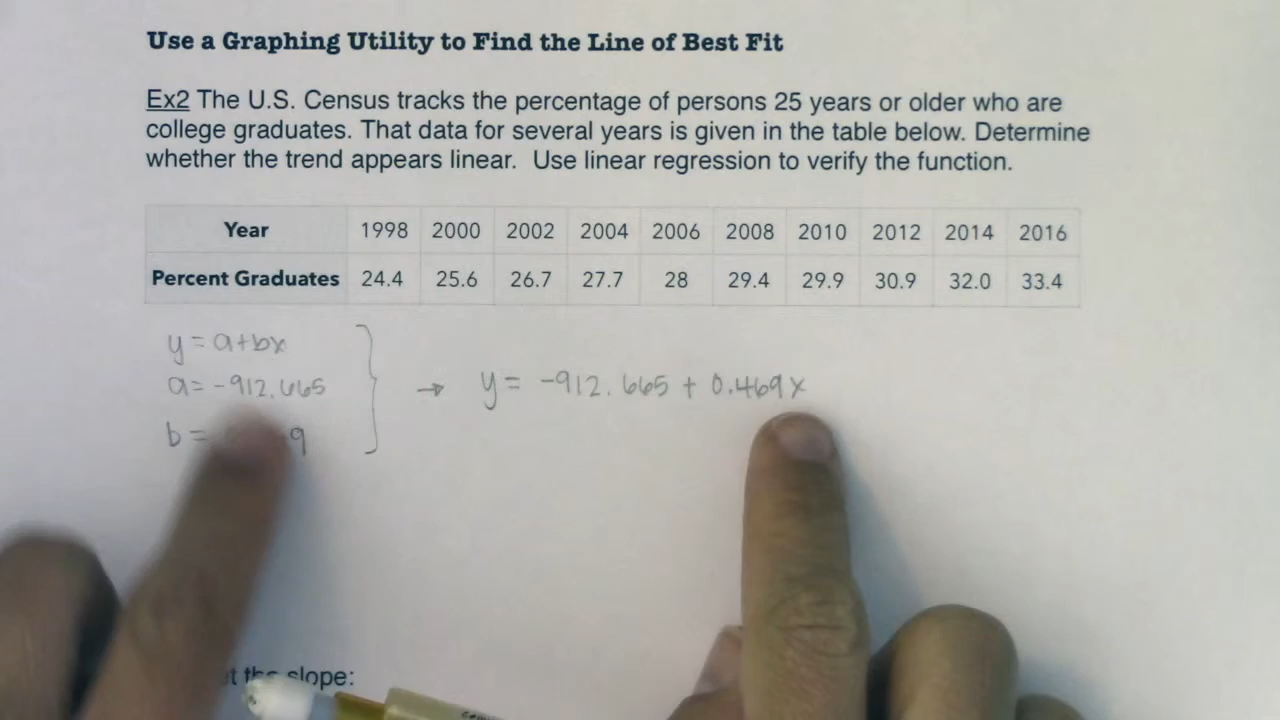 Use a Graphing Utility to Find the Line of Best Fit
Ex2 The U.S. Census tracks the percentage of persons 25 years or older who are
college graduates. That data for several years is given in the table below. Determine
whether the trend appears linear. Use linear regression to verify the function.
Year 1998 2000 2002 2004 2006 2008 2010 2012 2014 2016
Percent Graduates 24.4 25.6 26.7 27.7 28 29.4 29.9 30.9 32.0 33.4
y = a+bx
a = -912.665 → y = -912.665 + 0.469x
b = 9
the slope: